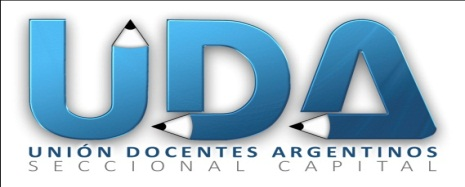 UDA
UNIÓN DOCENTES ARGENTINOS
SECCIONAL CAPITAL